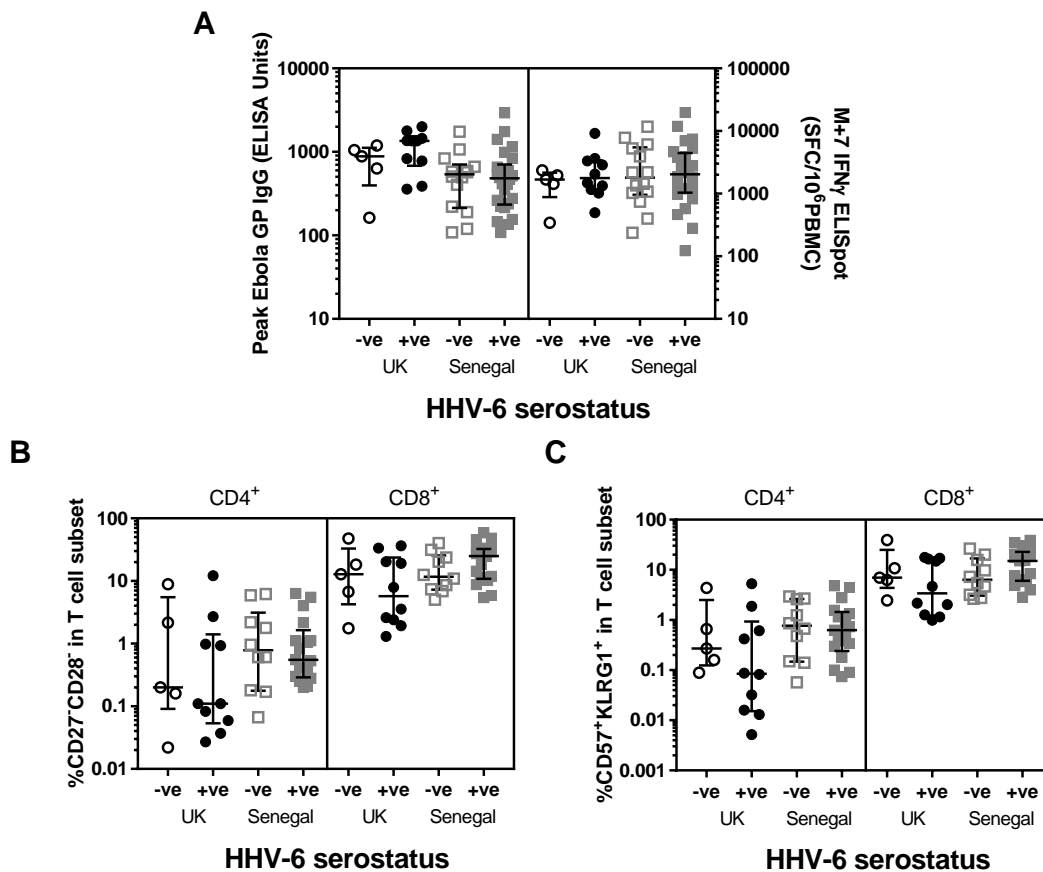 A
Peak Ebola GP IgG (ELISA Units)
10000
1000
100
10
100000
10000
1000
100
10
M+7 IFNγ ELISpot
(SFC/10⁶PBMC)
-ve +ve -ve +ve -ve +ve -ve +ve
UK Senegal UK Senegal
HHV-6 serostatus
B
%CD27⁻CD28⁻ in T cell subset
CD4⁺ CD8⁺
100
10
1
0.1
0.01
-ve +ve -ve +ve -ve +ve -ve +ve
UK Senegal UK Senegal
HHV-6 serostatus
C
%CD57⁺KLRG1⁺ in T cell subset
CD4⁺ CD8⁺
100
10
1
0.1
0.01
0.001
-ve +ve -ve +ve -ve +ve -ve +ve
UK Senegal UK Senegal
HHV-6 serostatus